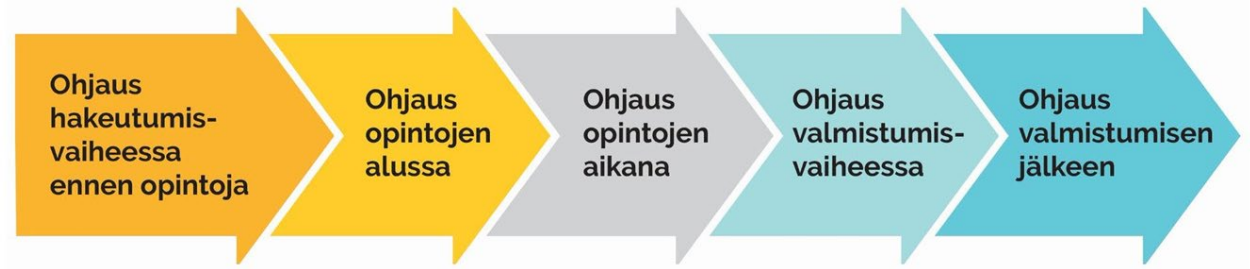 Ohjaus
hakeutumis-
vaiheessa
ennen opintoja
Ohjaus
opintojen
alussa
Ohjaus
opintojen
aikana
Ohjaus
valmistumis-
vaiheessa
Ohjaus
valmistumisen
jälkeen